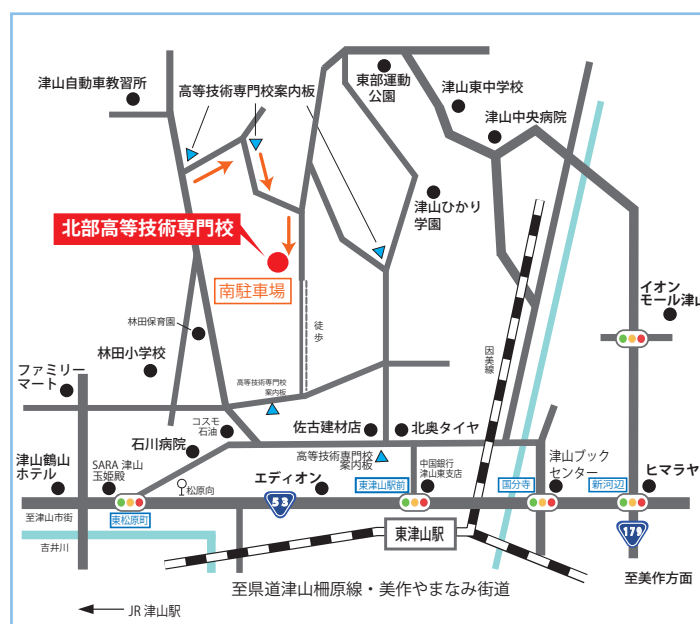 東部運動
公園
津山自動車教習所
高等技術専門校案内板
津山東中学校
津山中央病院
津山ひかり
学園
北部高等技術専門校
南駐車場
イオン
モール津山
林田保育園
徒歩
因美線
林田小学校
ファミリー
マート
高等技術専門校
案内板
コスモ
石油
佐古建材店
北奥タイヤ
石川病院
高等技術専門校
案内板
津山鶴山
ホテル
SARA 津山
玉姫殿
松原向
エディオン
東津山駅前
中国銀行
津山東支店
国分寺
津山ブック
センター
新河辺
ヒマラヤ
53
至津山市街
東松原町
179
吉井川
東津山駅
至美作方面
至県道津山柵原線・美作やまなみ街道
JR 津山駅